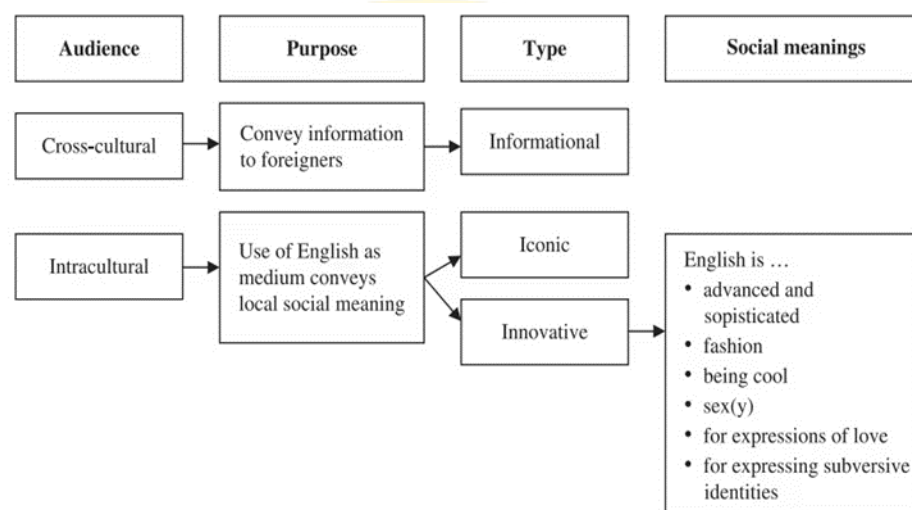 Audience
Purpose
Type
Social meanings
Cross-cultural
Convey information
to foreigners
Informational
Intracultural
Use of English as
medium conveys
local social meaning
Iconic
Innovative
English is …
• advanced and
sopisticated
• fashion
• being cool
• sex(y)
• for expressions of love
• for expressing subversive
identities